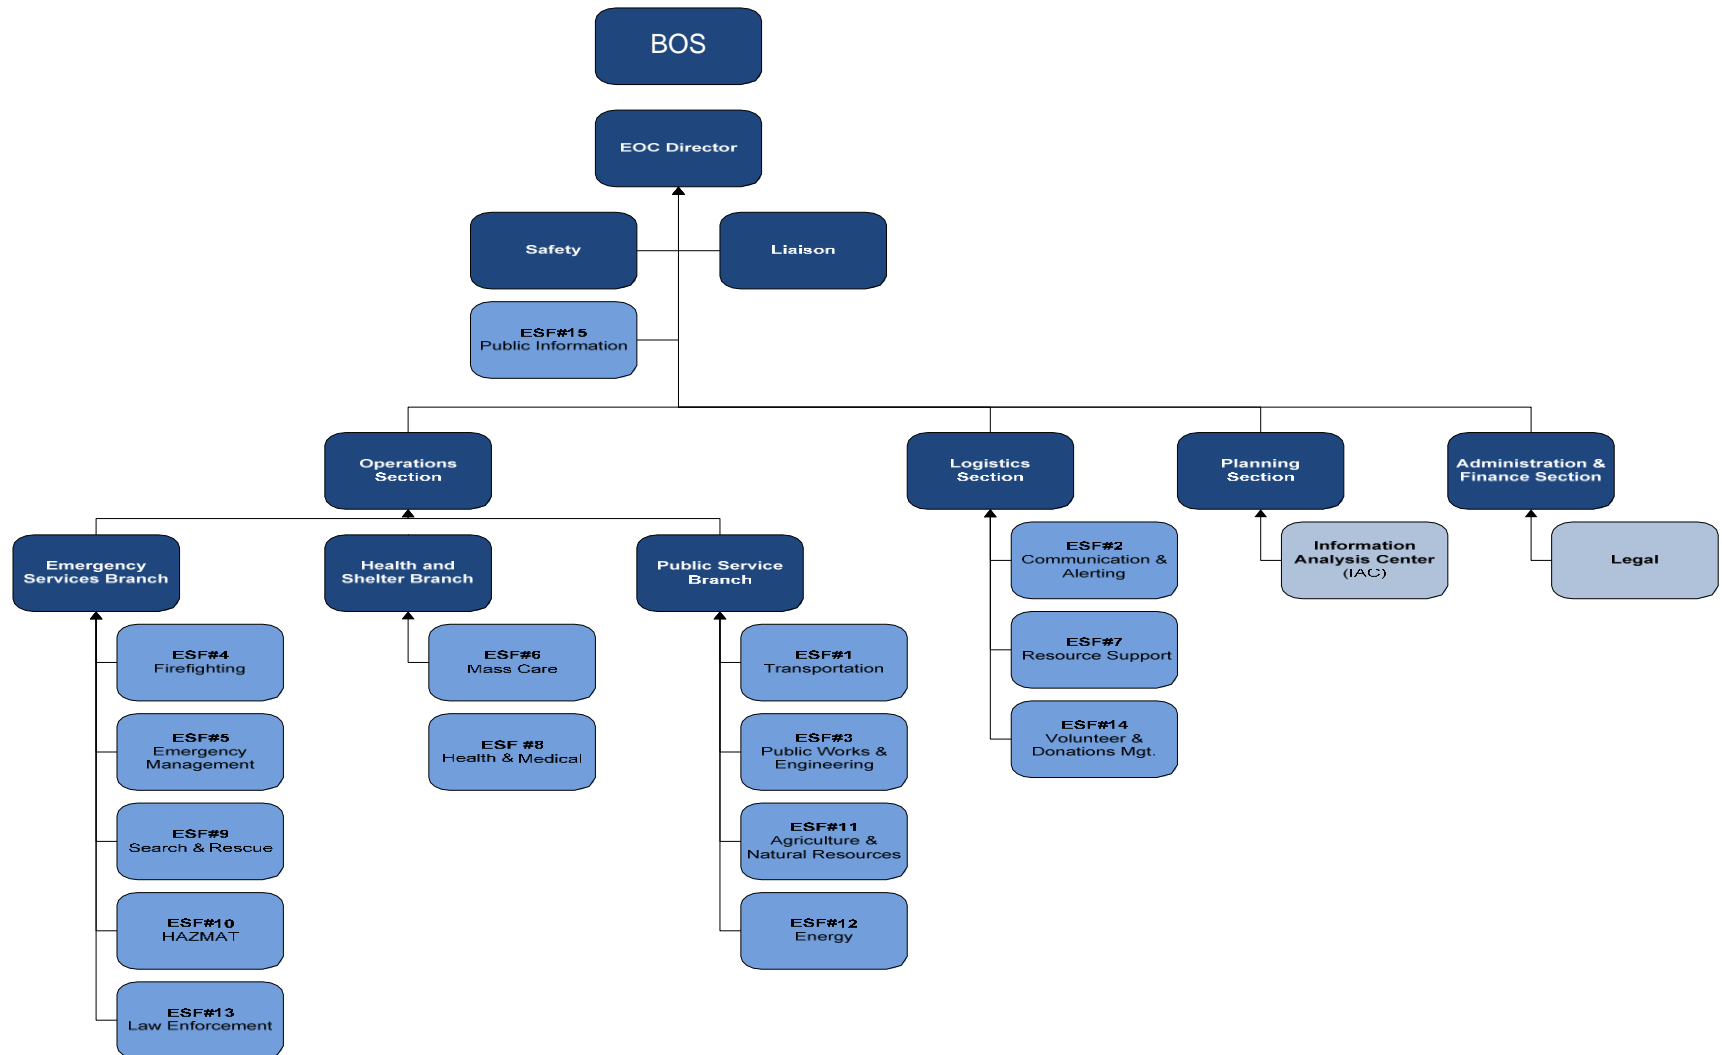 BOS
EOC Director
Safety
Liaison
ESF#15
Public Information
Operations
Section
Logistics
Section
Planning
Section
Administration &
Finance Section
Emergency
Services Branch
Health and
Shelter Branch
Public Service
Branch
ESF#2
Communication &
Alerting
Information
Analysis Center
(IAC)
Legal
ESF#4
Firefighting
ESF#6
Mass Care
ESF#1
Transportation
ESF#7
Resource Support
ESF#5
Emergency
Management
ESF #8
Health & Medical
ESF#3
Public Works &
Engineering
ESF#14
Volunteer &
Donations Mgt.
ESF#9
Search & Rescue
ESF#11
Agriculture &
Natural Resources
ESF#10
HAZMAT
ESF#12
Energy
ESF#13
Law Enforcement